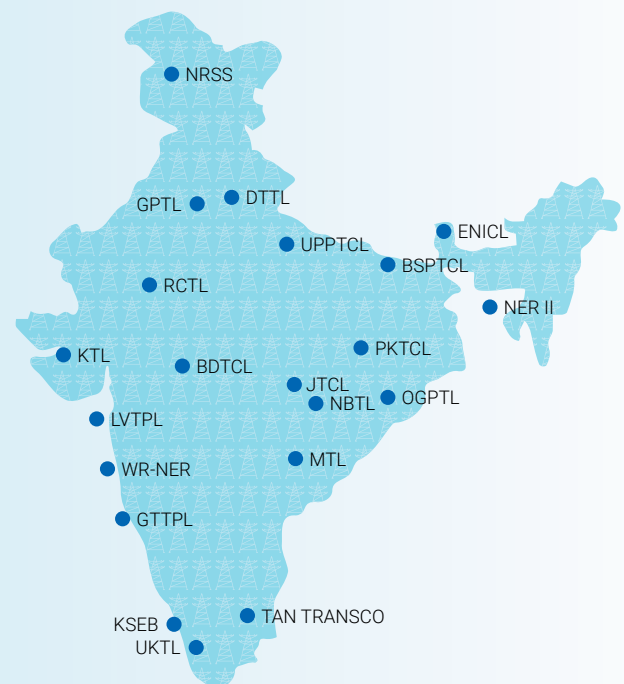 NRSS
GPTL
DTTL
ENICL
UPPTCL
BSPTCL
RCTL
NER II
KTL
PKTCL
BDTCL
JTCL
NBTL
OGPTL
LVTPL
MTL
WR-NER
GTTPL
TAN TRANSCO
KSEB
UKTL